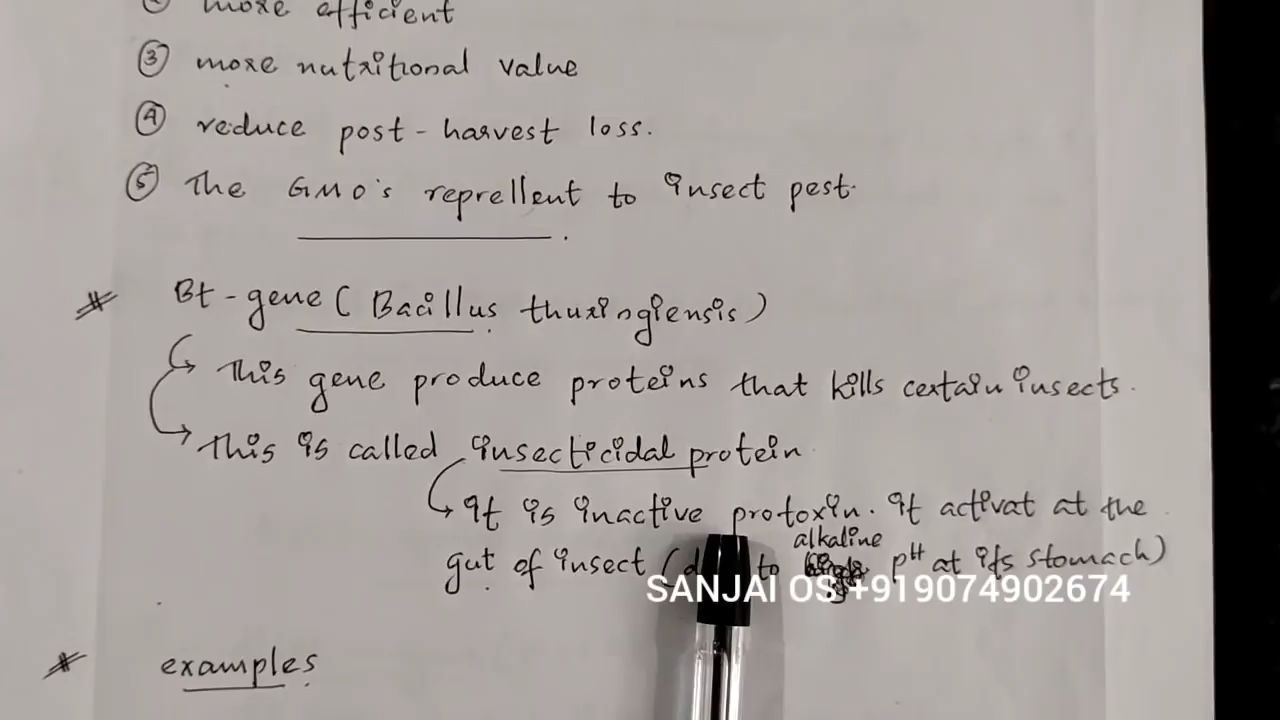 ② more efficient
③ more nutritional value
④ reduce post-harvest loss.
⑤ The GMO's reprellent to insect pest.
* Bt-gene (Bacillus thuringiensis)
This gene produce proteins that kills certain insects.
This is called insecticidal protein
It is inactive protoxin. It activat at the
alkaline
gut of insect ( to pH at its stomach)
SANJAI OS +919074902674
* examples